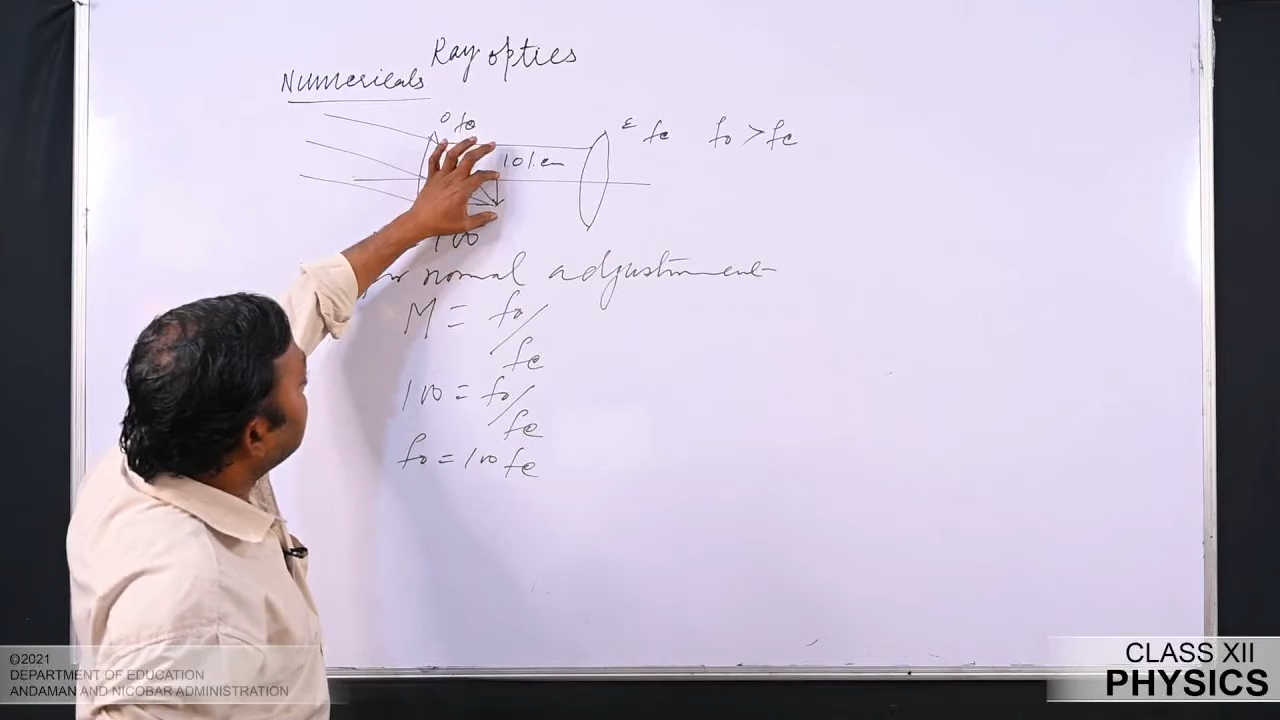 Ray optics
Numericals
O fo
101 cm
ε fe fo > fe
100
normal adjustment
M = fo/fe
100 = fo/fe
fo = 100 fe
©2021
DEPARTMENT OF EDUCATION
ANDAMAN AND NICOBAR ADMINISTRATION
CLASS XII
PHYSICS